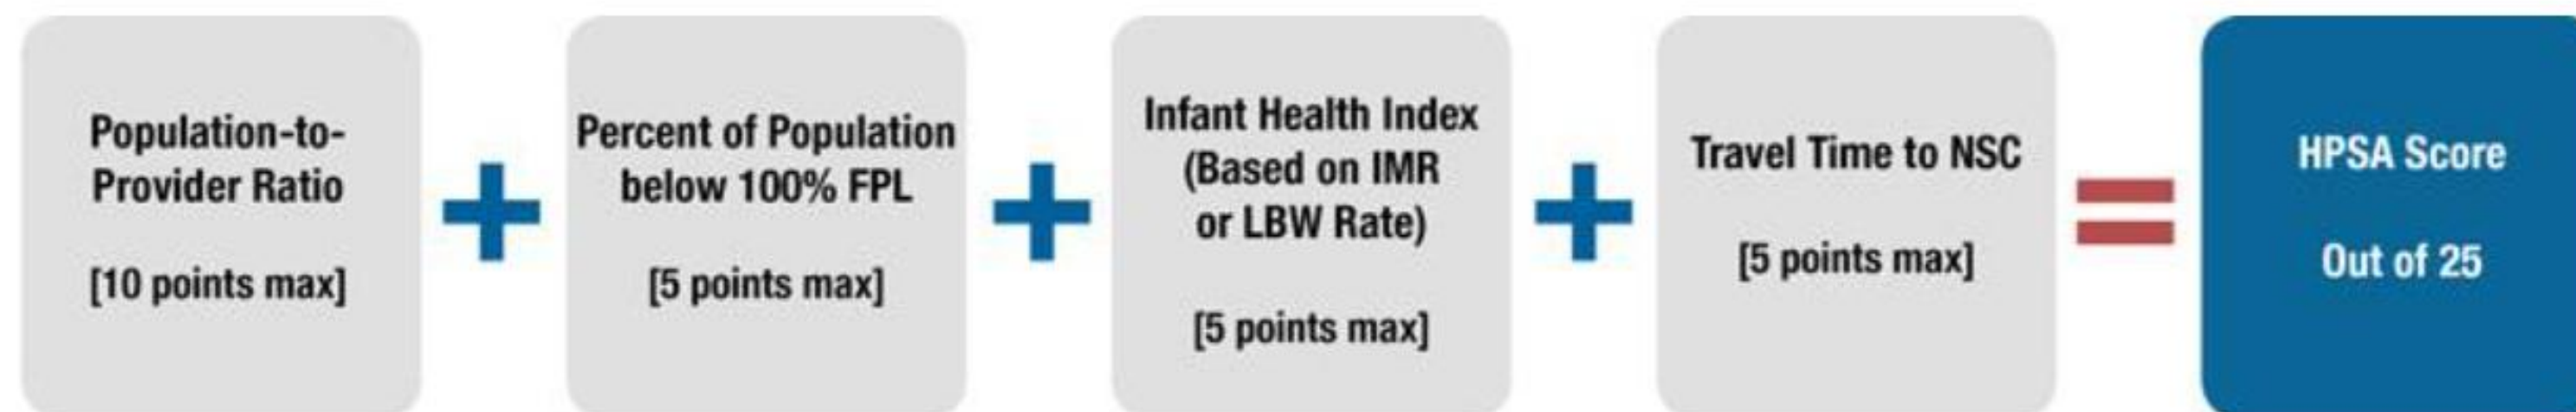 Population-to-
Provider Ratio
[10 points max]
Percent of Population
below 100% FPL
[5 points max]
Infant Health Index
(Based on IMR
or LBW Rate)
[5 points max]
Travel Time to NSC
[5 points max]
HPSA Score
Out of 25